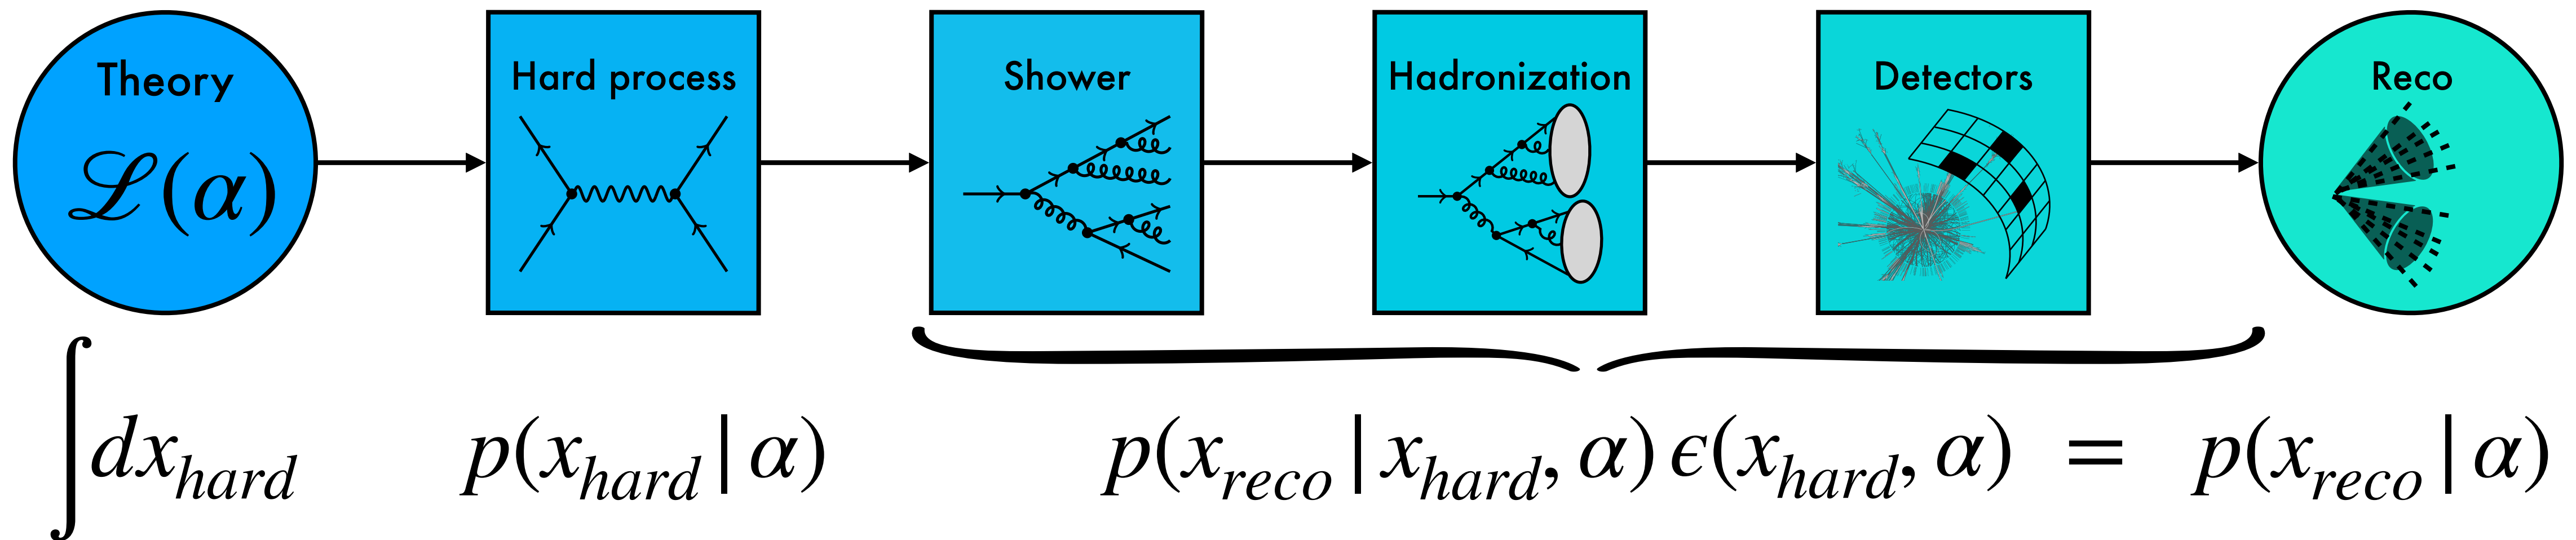 Theory
ℒ(α)
Hard process
Shower
Hadronization
Detectors
Reco
∫dx_hard p(x_hard | α) p(x_reco | x_hard, α) ϵ(x_hard, α) = p(x_reco | α)